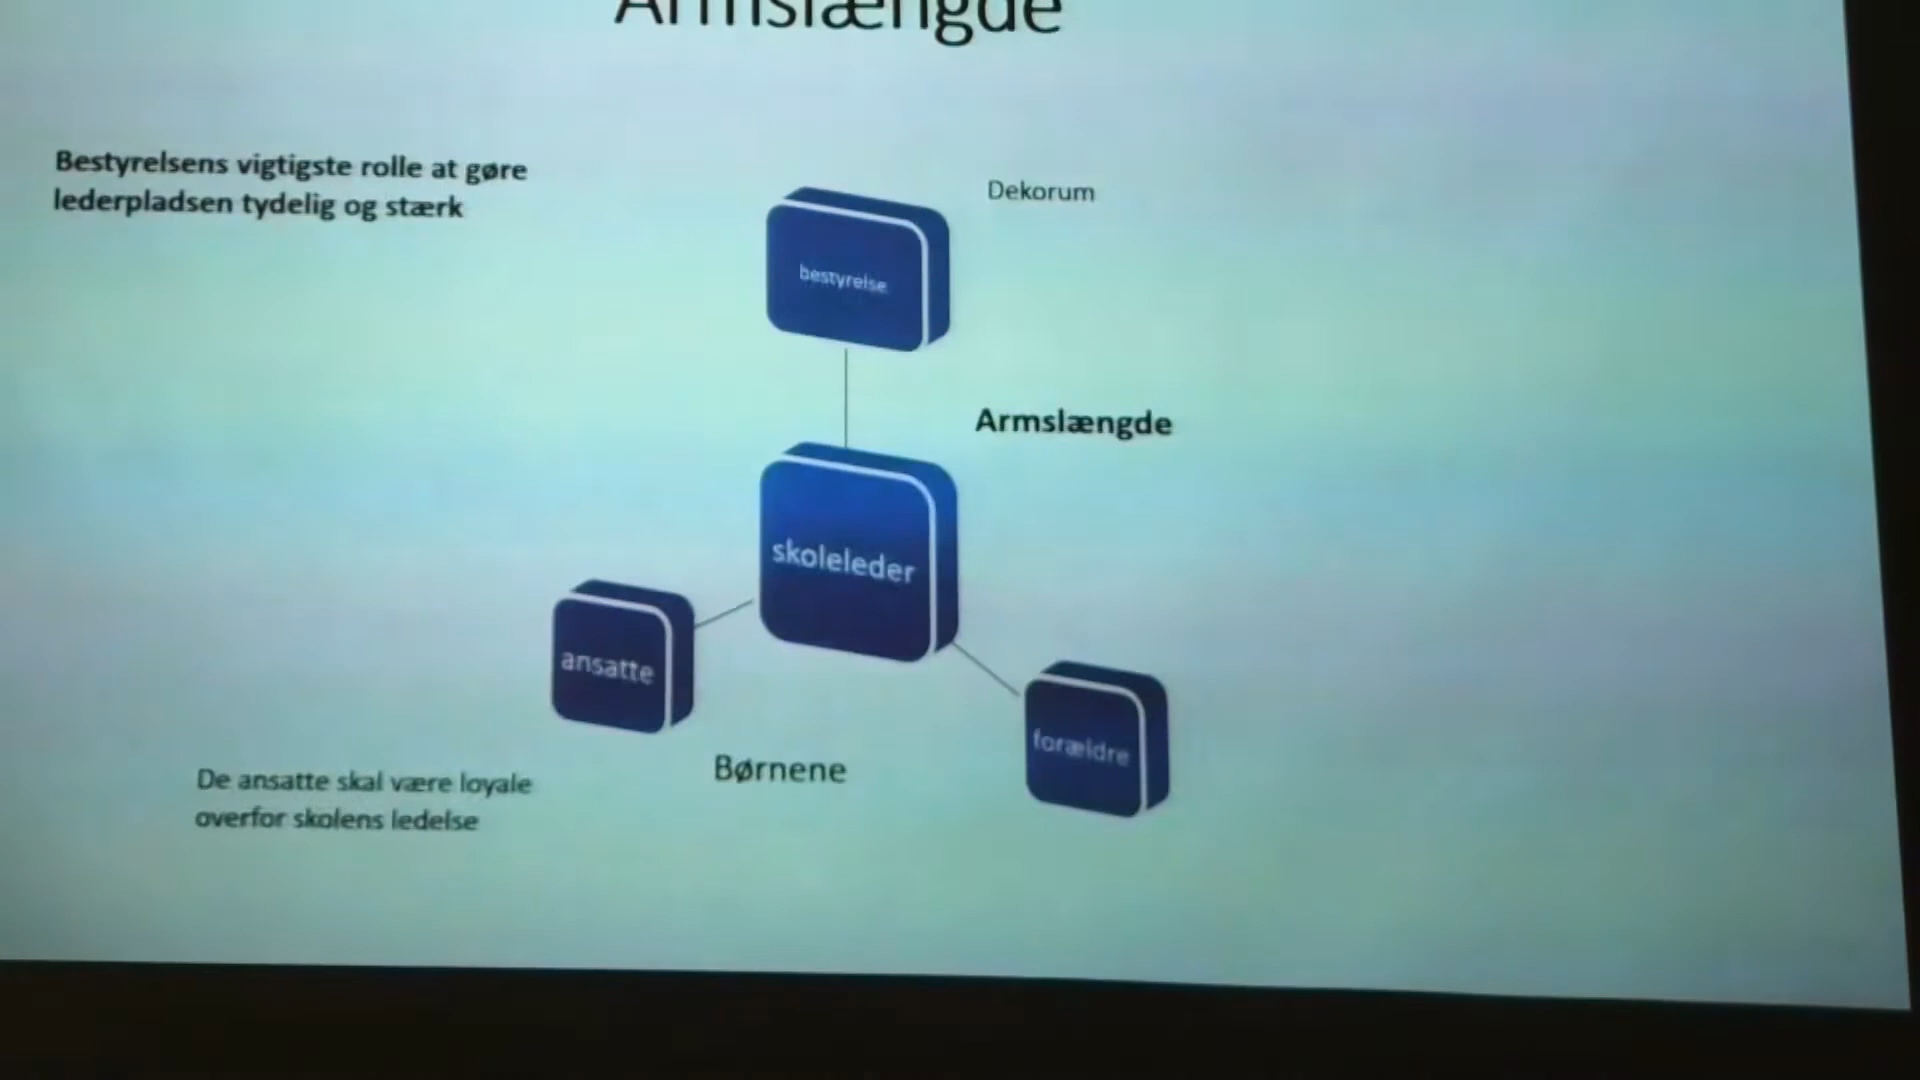 Armslængde
Bestyrelsens vigtigste rolle at gøre
lederpladsen tydelig og stærk
Dekorum
bestyrelse
Armslængde
skoleleder
ansatte
forældre
Børnene
De ansatte skal være loyale
overfor skolens ledelse